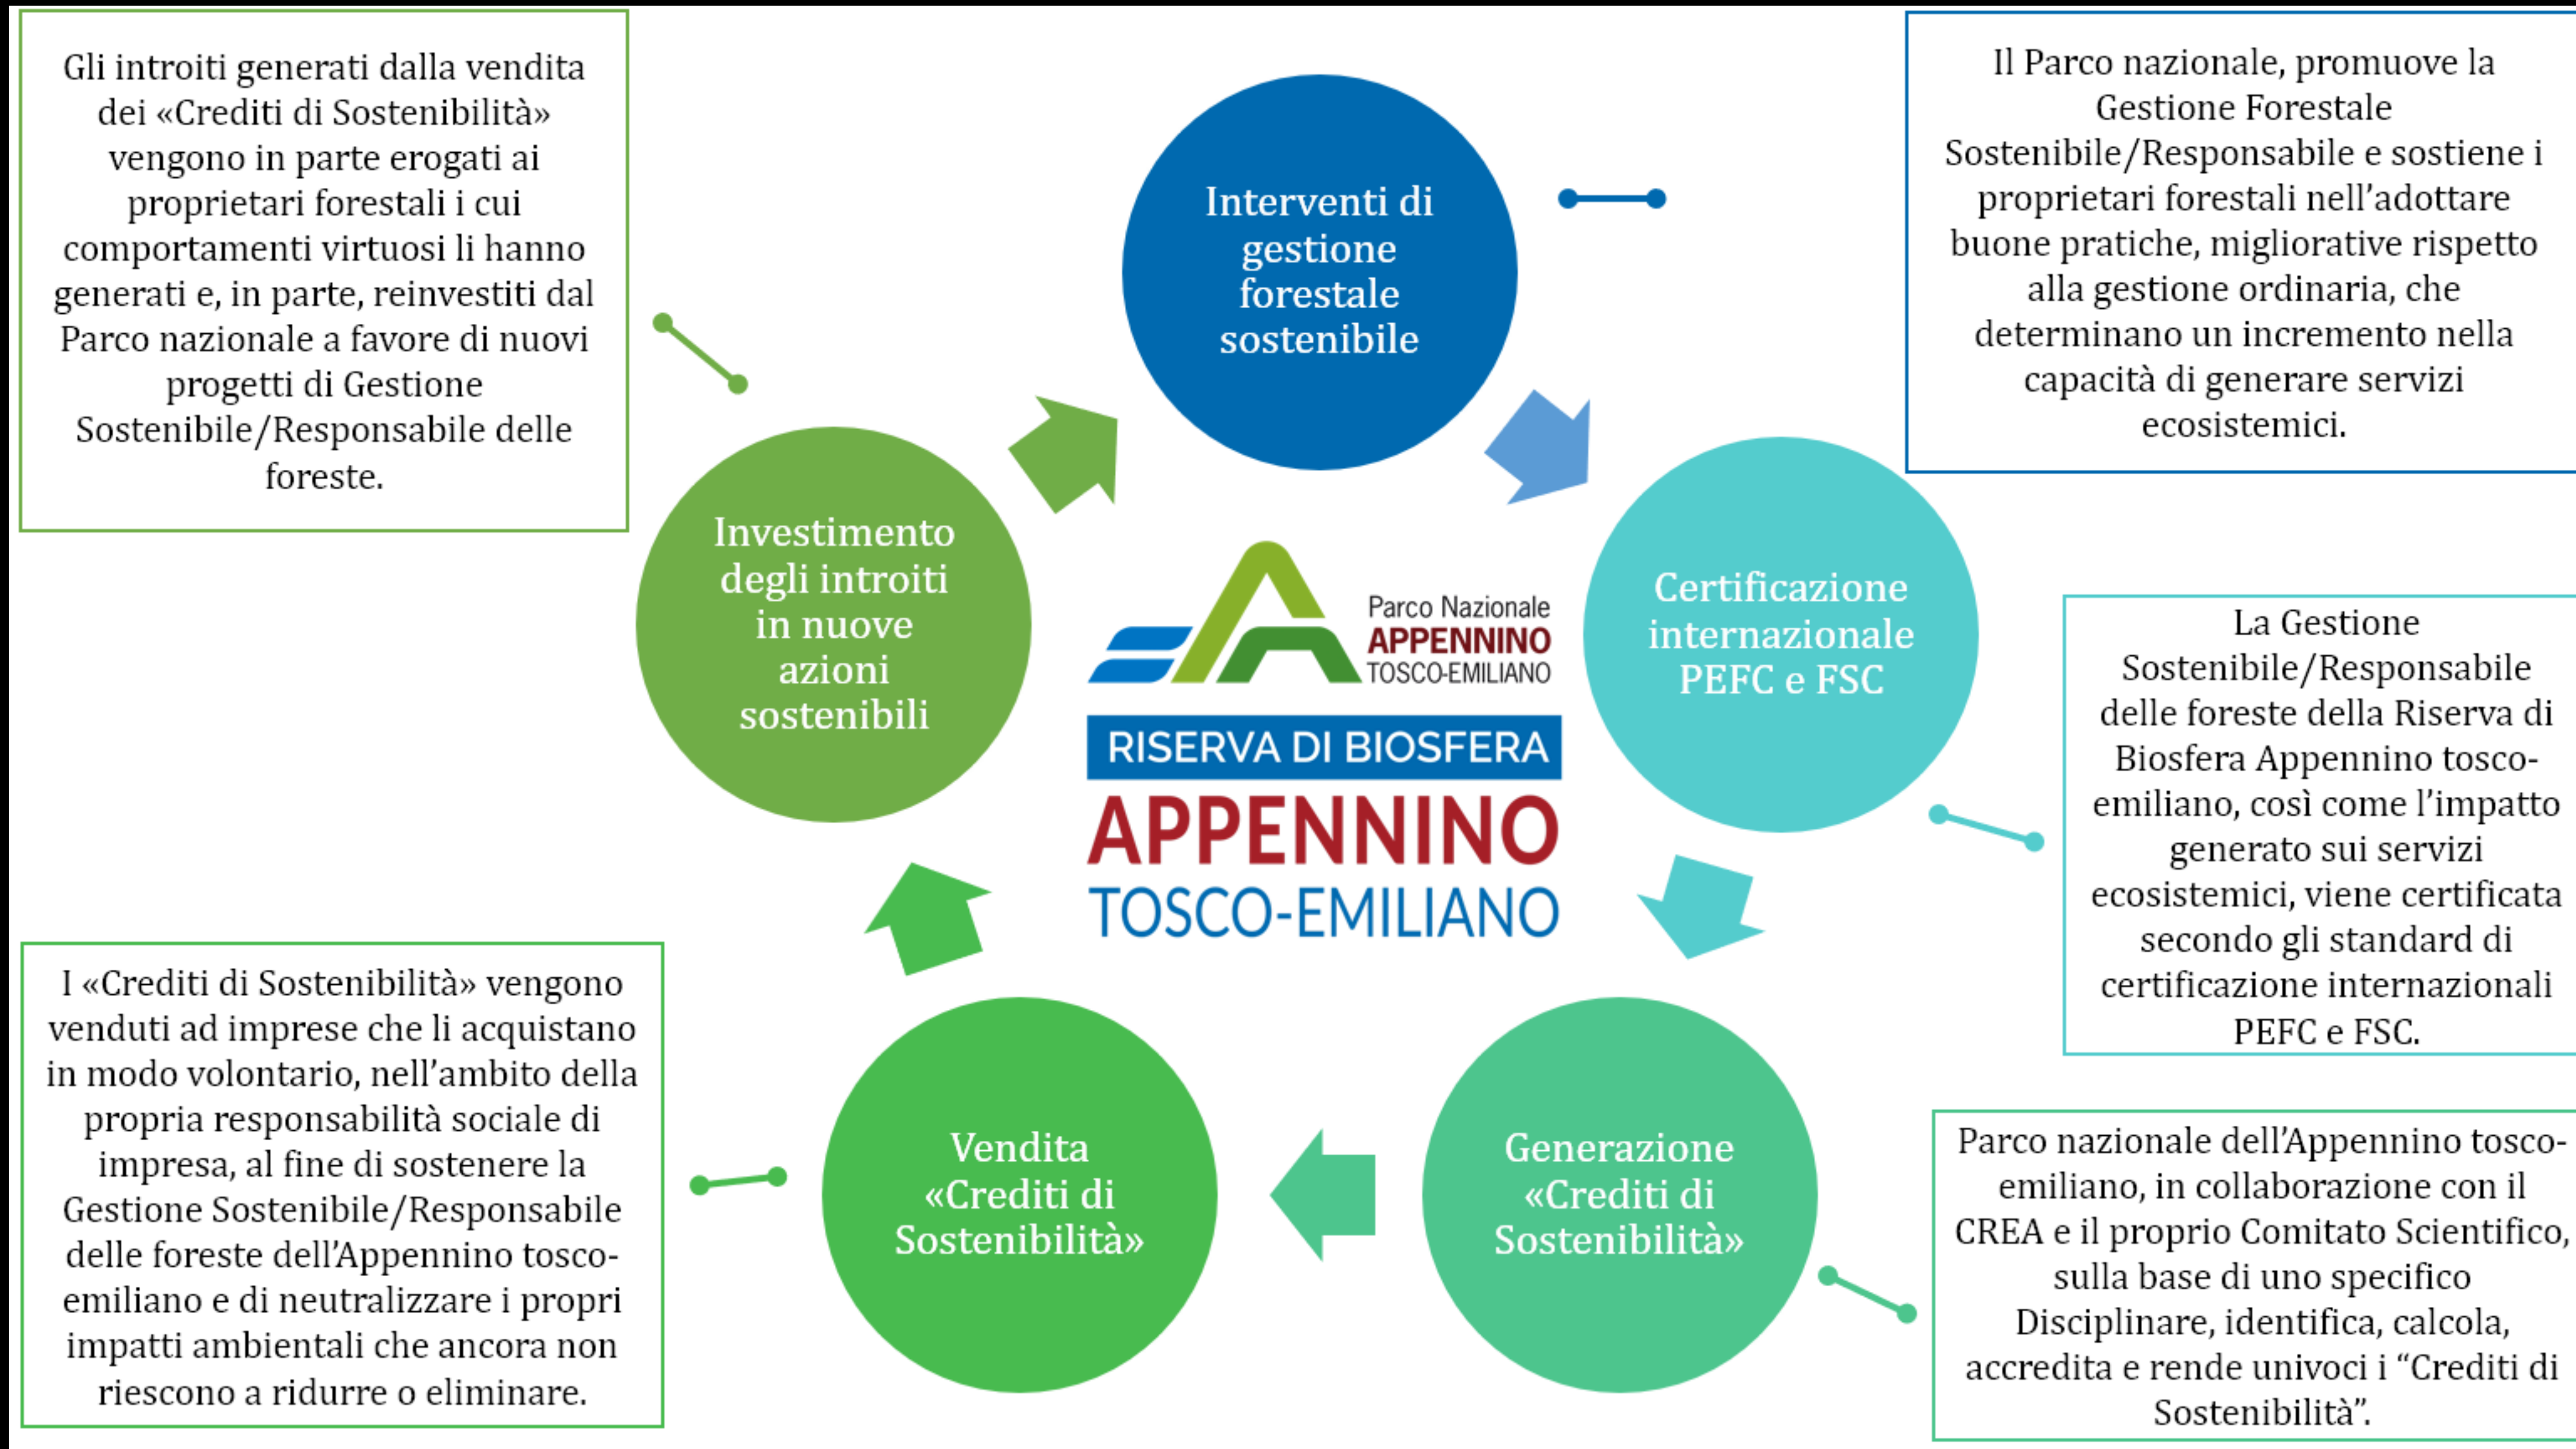 Gli introiti generati dalla vendita
dei «Crediti di Sostenibilità»
vengono in parte erogati ai
proprietari forestali i cui
comportamenti virtuosi li hanno
generati e, in parte, reinvestiti dal
Parco nazionale a favore di nuovi
progetti di Gestione
Sostenibile/Responsabile delle
foreste.
Interventi di
gestione
forestale
sostenibile
Il Parco nazionale, promuove la
Gestione Forestale
Sostenibile/Responsabile e sostiene i
proprietari forestali nell'adottare
buone pratiche, migliorative rispetto
alla gestione ordinaria, che
determinano un incremento nella
capacità di generare servizi
ecosistemici.
Investimento
degli introiti
in nuove
azioni
sostenibili
Parco Nazionale
APPENNINO
TOSCO-EMILIANO
RISERVA DI BIOSFERA
APPENNINO
TOSCO-EMILIANO
Certificazione
internazionale
PEFC e FSC
La Gestione
Sostenibile/Responsabile
delle foreste della Riserva di
Biosfera Appennino tosco-
emiliano, così come l'impatto
generato sui servizi
ecosistemici, viene certificata
secondo gli standard di
certificazione internazionali
PEFC e FSC.
I «Crediti di Sostenibilità» vengono
venduti ad imprese che li acquistano
in modo volontario, nell'ambito della
propria responsabilità sociale di
impresa, al fine di sostenere la
Gestione Sostenibile/Responsabile
delle foreste dell'Appennino tosco-
emiliano e di neutralizzare i propri
impatti ambientali che ancora non
riescono a ridurre o eliminare.
Vendita
«Crediti di
Sostenibilità»
Generazione
«Crediti di
Sostenibilità»
Parco nazionale dell'Appennino tosco-
emiliano, in collaborazione con il
CREA e il proprio Comitato Scientifico,
sulla base di uno specifico
Disciplinare, identifica, calcola,
accredita e rende univoci i “Crediti di
Sostenibilità”.